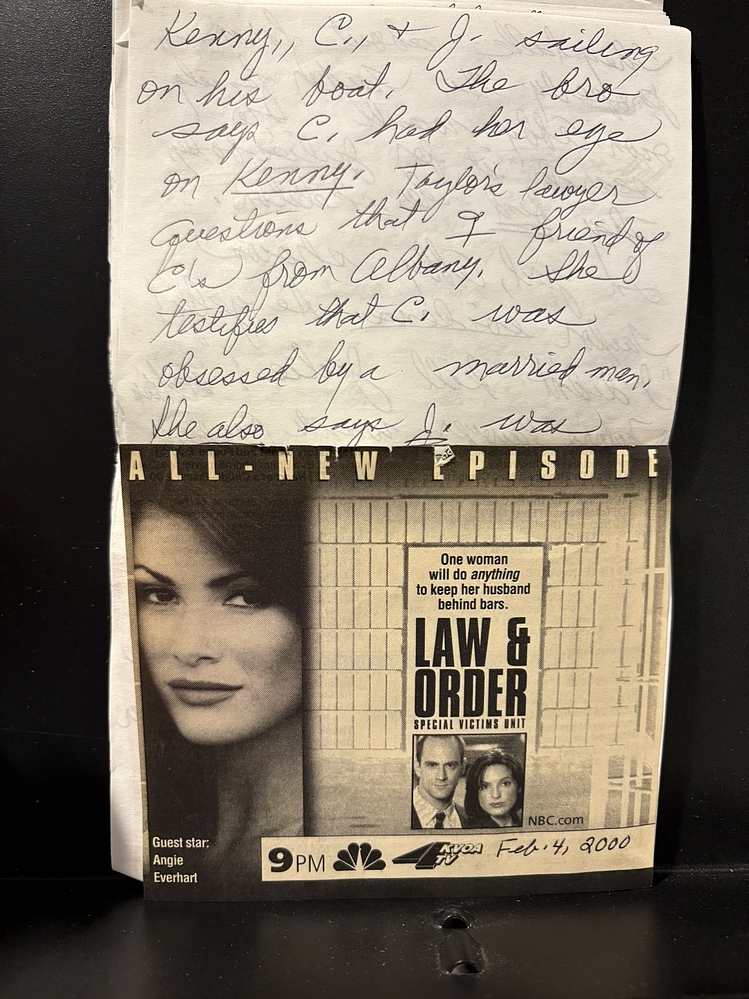 Kenny,, C., + J. sailing
on his boat. The bro
says C. had her eye
on Kenny. Taylor's lawyer
questions that ♀ friend of
C's from Albany. She
testifies that C. was
obsessed by a married man.
She also says J. was
ALL-NEW EPISODE
One woman
will do anything
to keep her husband
behind bars.
LAW &
ORDER
SPECIAL VICTIMS UNIT
NBC.com
Guest star:
Angie
Everhart
9PM 4 KVOA TV Feb. 4, 2000